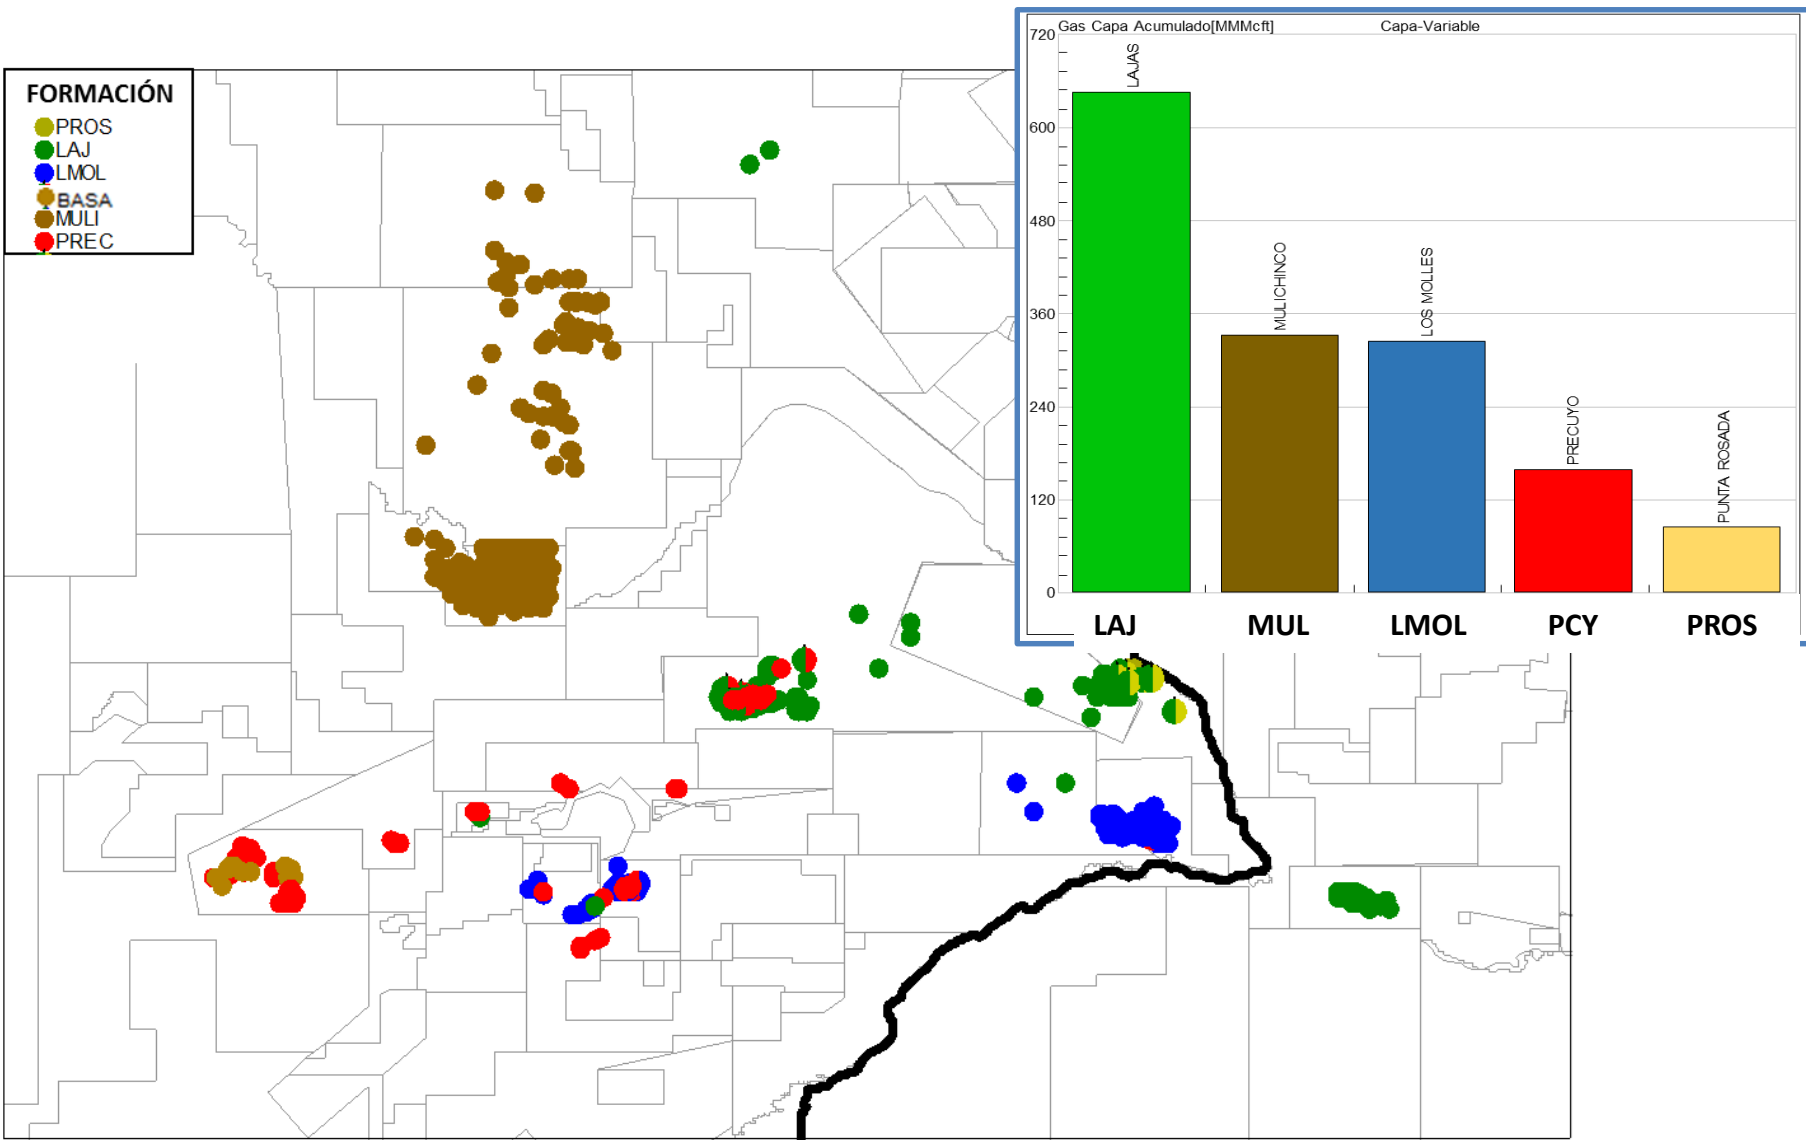 FORMACIÓN
PROS
LAJ
LMOL
BASA
MULI
PREC
Gas Capa Acumulado[MMMcft]
Capa-Variable
720
600
480
360
240
120
0
LAJAS
MULICHINCO
LOS MOLLES
PRECUYO
PUNTA ROSADA
LAJ
MUL
LMOL
PCY
PROS